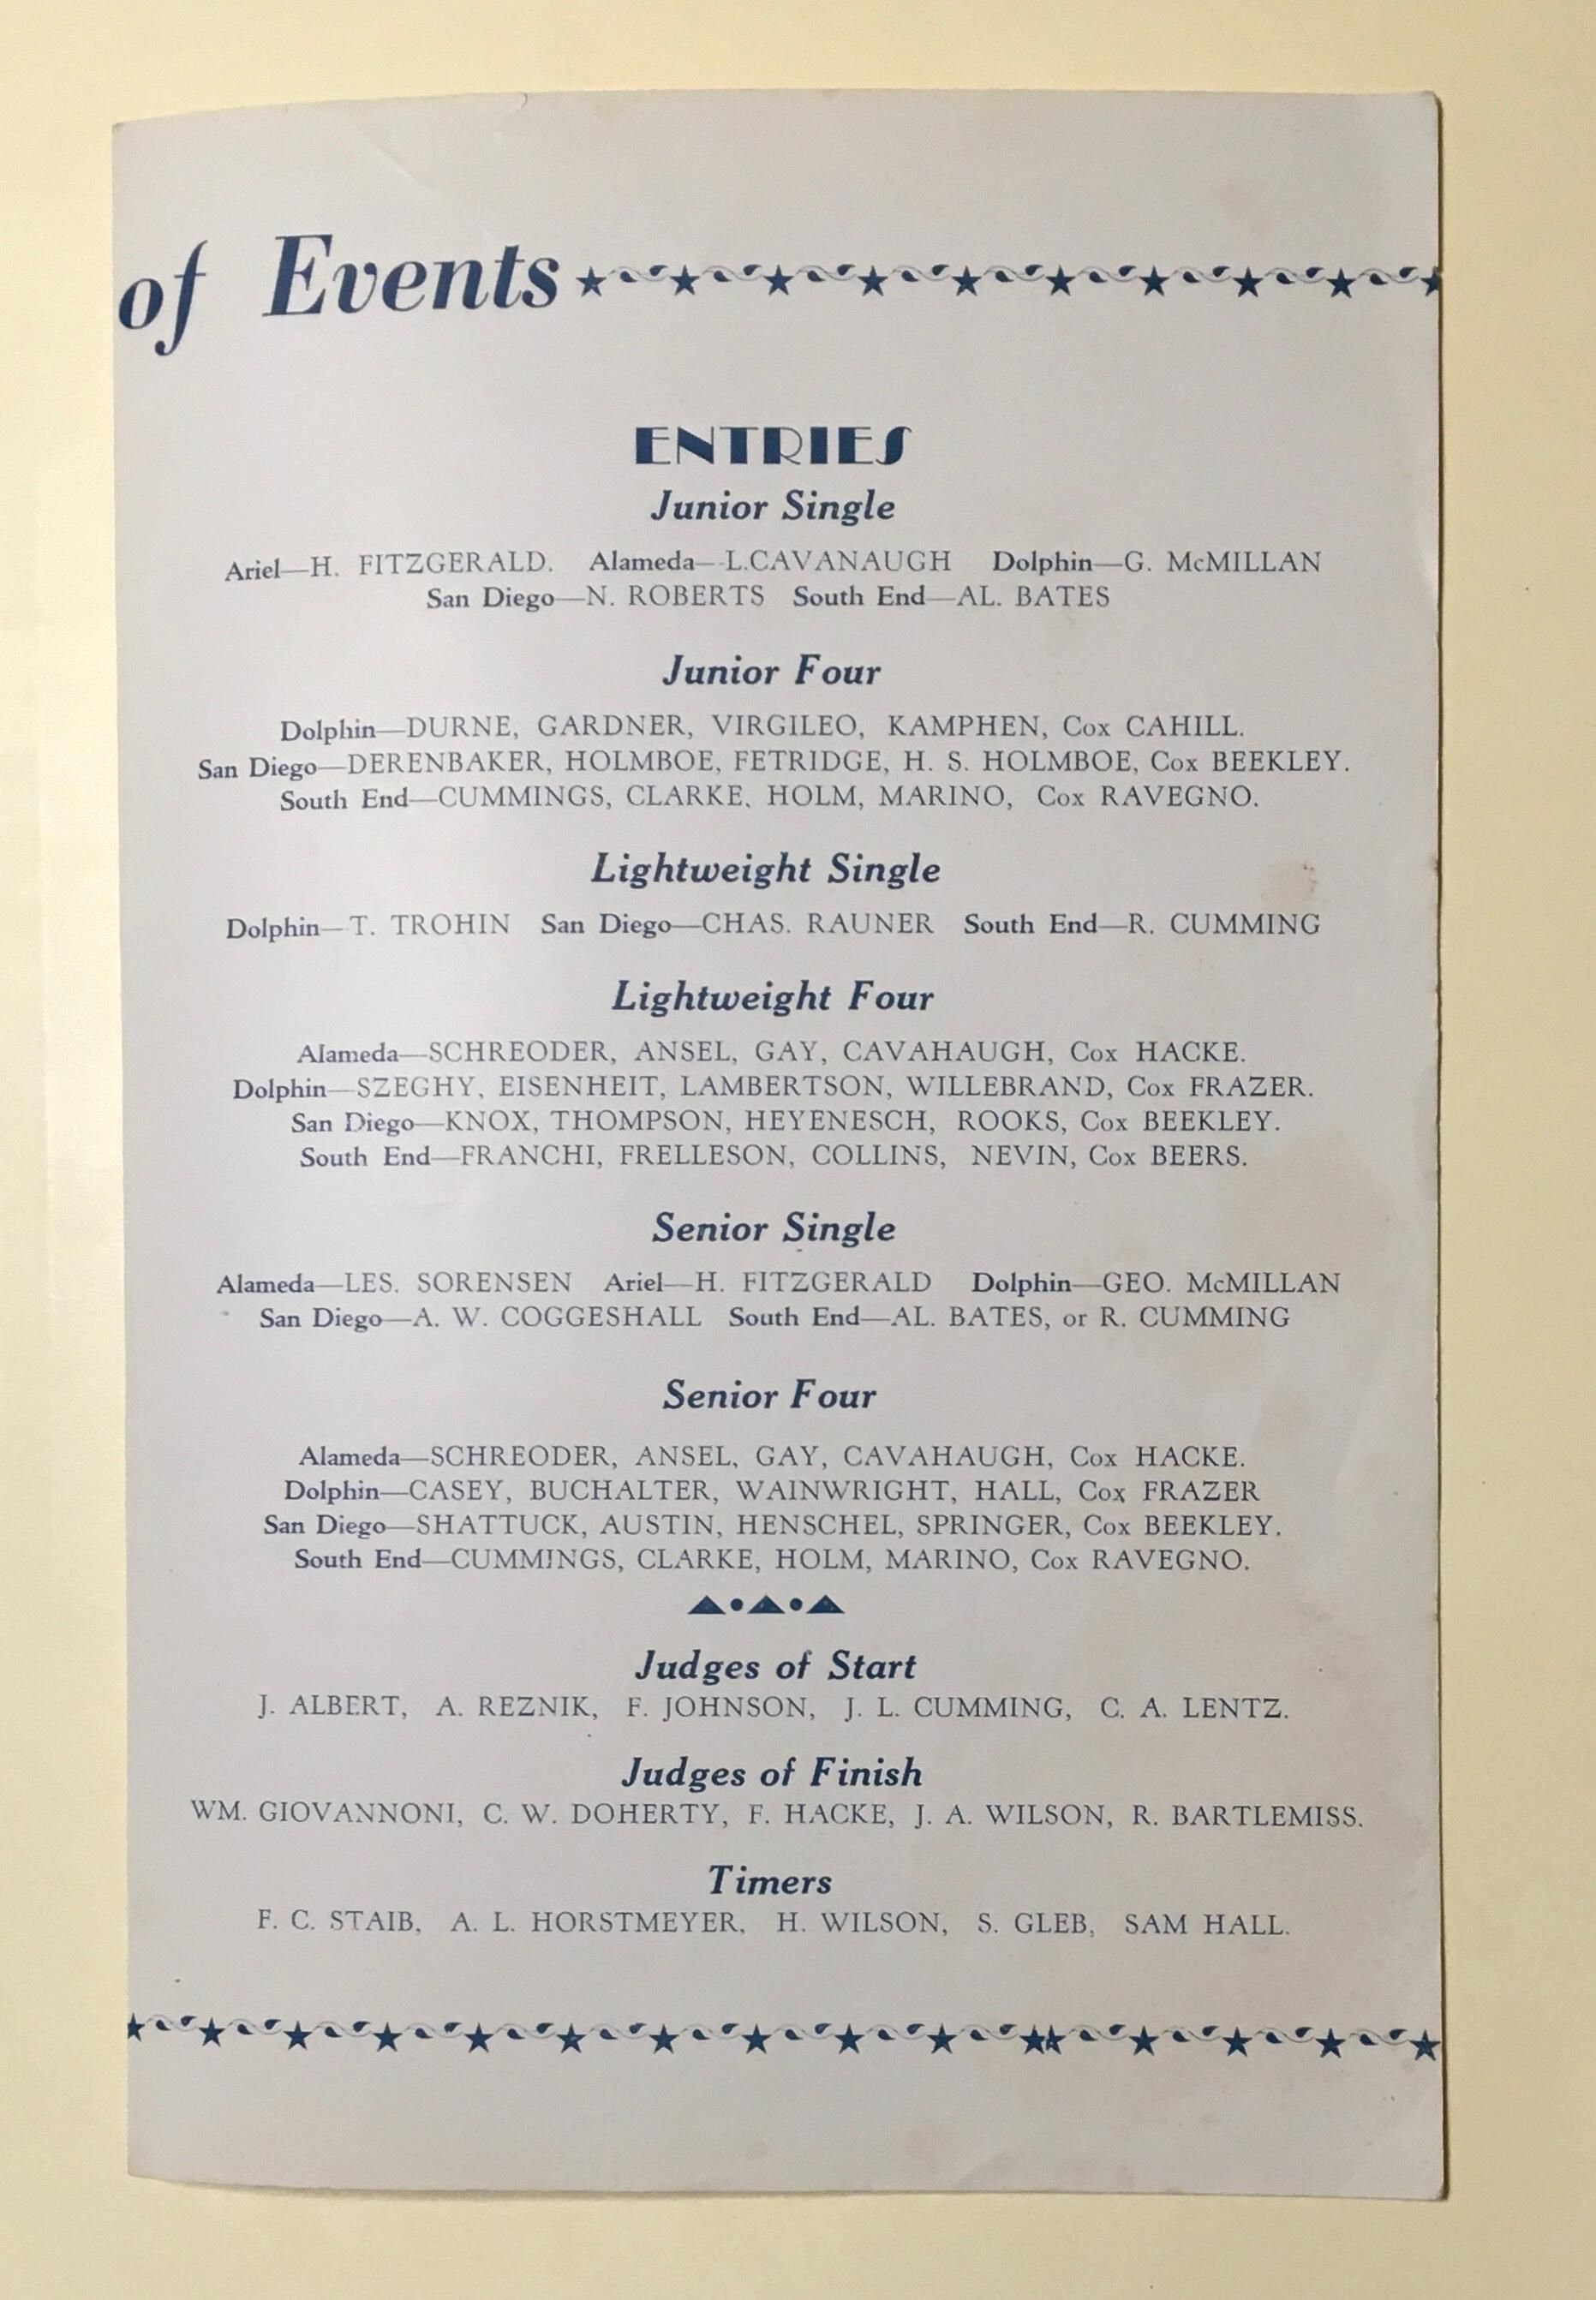 of Events
ENTRIES
Junior Single
Ariel—H. FITZGERALD. Alameda—L.CAVANAUGH Dolphin—G. McMILLAN
San Diego—N. ROBERTS South End—AL. BATES
Junior Four
Dolphin—DURNE, GARDNER, VIRGILEO, KAMPHEN, Cox CAHILL.
San Diego—DERENBAKER, HOLMBOE, FETRIDGE, H. S. HOLMBOE, Cox BEEKLEY.
South End—CUMMINGS, CLARKE, HOLM, MARINO, Cox RAVEGNO.
Lightweight Single
Dolphin—T. TROHIN San Diego—CHAS. RAUNER South End—R. CUMMING
Lightweight Four
Alameda—SCHREODER, ANSEL, GAY, CAVAHAUGH, Cox HACKE.
Dolphin—SZEGHY, EISENHEIT, LAMBERTSON, WILLEBRAND, Cox FRAZER.
San Diego—KNOX, THOMPSON, HEYENESCH, ROOKS, Cox BEEKLEY.
South End—FRANCHI, FRELLESON, COLLINS, NEVIN, Cox BEERS.
Senior Single
Alameda—LES. SORENSEN Ariel—H. FITZGERALD Dolphin—GEO. McMILLAN
San Diego—A. W. COGGESHALL South End—AL. BATES, or R. CUMMING
Senior Four
Alameda—SCHREODER, ANSEL, GAY, CAVAHAUGH, Cox HACKE.
Dolphin—CASEY, BUCHALTER, WAINWRIGHT, HALL, Cox FRAZER
San Diego—SHATTUCK, AUSTIN, HENSCHEL, SPRINGER, Cox BEEKLEY.
South End—CUMMINGS, CLARKE, HOLM, MARINO, Cox RAVEGNO.
Judges of Start
J. ALBERT, A. REZNIK, F. JOHNSON, J. L. CUMMING, C. A. LENTZ.
Judges of Finish
WM. GIOVANNONI, C. W. DOHERTY, F. HACKE, J. A. WILSON, R. BARTLEMISS.
Timers
F. C. STAIB, A. L. HORSTMEYER, H. WILSON, S. GLEB, SAM HALL.